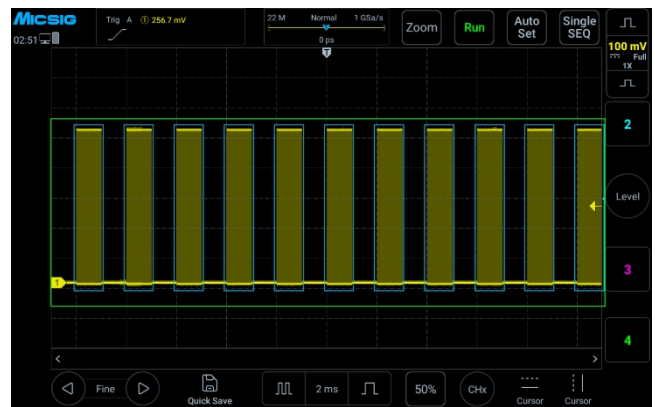 Micsig
02:51
Trig A ① 256.7 mV
22 M Normal 1 GSa/s
0 ps
T
Zoom
Run
Auto
Set
Single
SEQ
100 mV
Full
1X
2
Level
1
3
4
< >
Fine
Quick Save
2 ms
50%
CHx
Cursor
Cursor